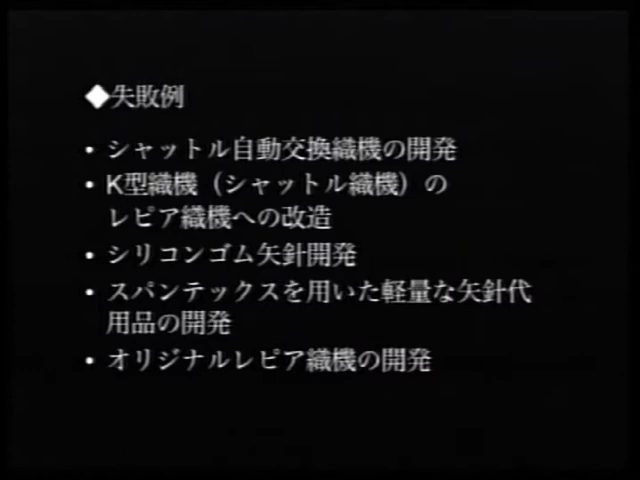 ◆失敗例
• シャットル自動交換織機の開発
• K型織機（シャットル織機）の
レピア織機への改造
• シリコンゴム矢針開発
• スパンテックスを用いた軽量な矢針代
用品の開発
• オリジナルレピア織機の開発